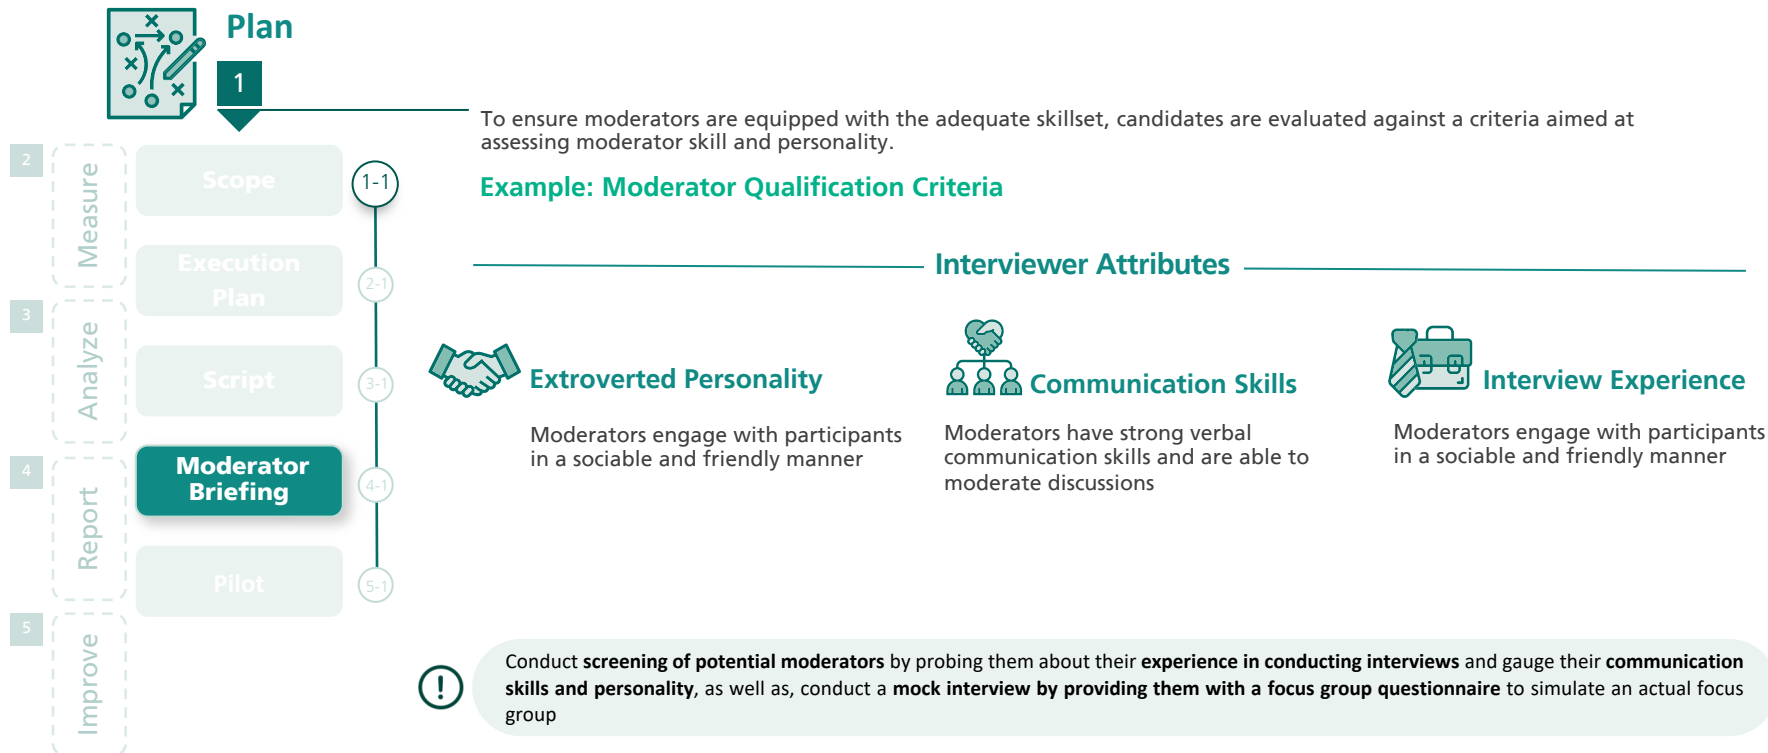 Plan
1
To ensure moderators are equipped with the adequate skillset, candidates are evaluated against a criteria aimed at
assessing moderator skill and personality.
Example: Moderator Qualification Criteria
2
Measure
3
Analyze
4
Report
5
Improve
Scope
1-1
Execution
Plan
2-1
Script
3-1
Moderator
Briefing
4-1
Pilot
5-1
Interviewer Attributes
Extroverted Personality
Moderators engage with participants
in a sociable and friendly manner
Communication Skills
Moderators have strong verbal
communication skills and are able to
moderate discussions
Interview Experience
Moderators engage with participants
in a sociable and friendly manner
Conduct screening of potential moderators by probing them about their experience in conducting interviews and gauge their communication
skills and personality, as well as, conduct a mock interview by providing them with a focus group questionnaire to simulate an actual focus
group